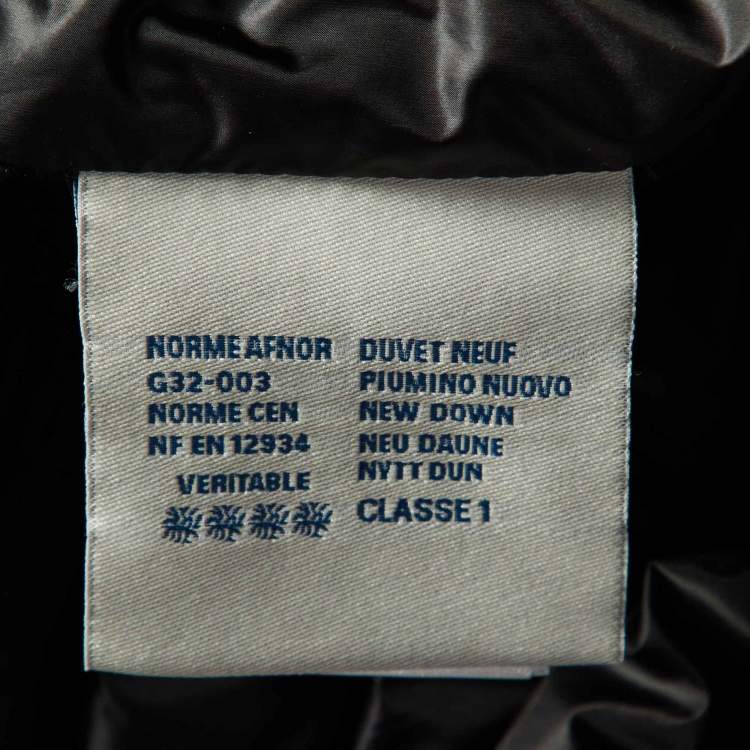 NORME AFNOR
G32-003
NORME CEN
NF EN 12934
VERITABLE
DUVET NEUF
PIUMINO NUOVO
NEW DOWN
NEU DAUNE
NYTT DUN
CLASSE 1